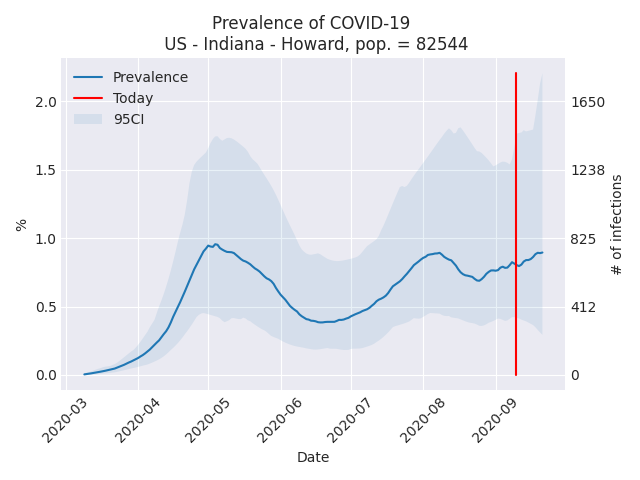 Prevalence of COVID-19
US - Indiana - Howard, pop. = 82544
Prevalence
Today
95CI
2.0
1.5
1.0
0.5
0.0
%
1650
1238
825
412
0
# of infections
2020-03
2020-04
2020-05
2020-06
2020-07
2020-08
2020-09
Date